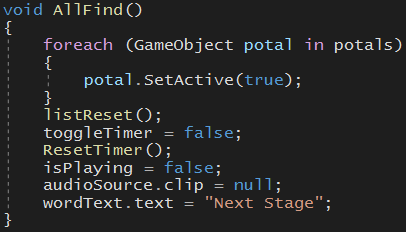 void AllFind()
{
    foreach (GameObject potal in potals)
    {
        potal.SetActive(true);
    }
    listReset();
    toggleTimer = false;
    ResetTimer();
    isPlaying = false;
    audioSource.clip = null;
    wordText.text = "Next Stage";
}